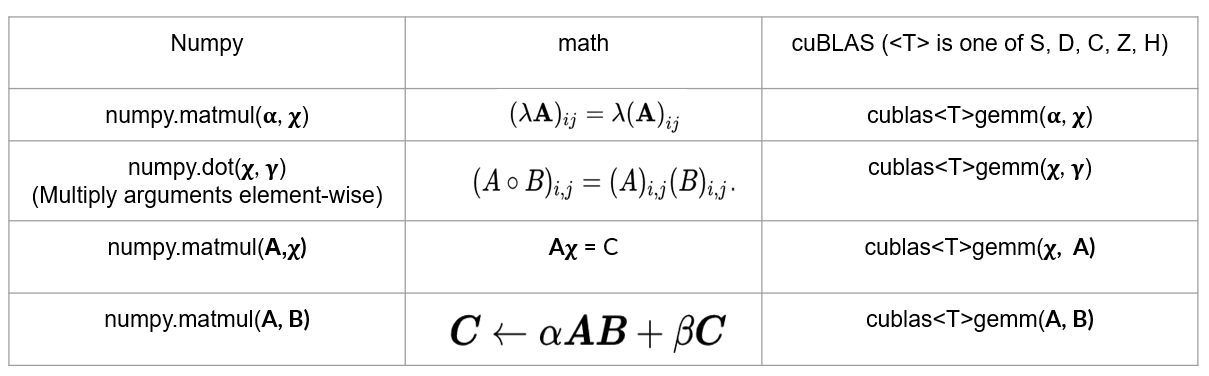 Numpy
math
cuBLAS (<T> is one of S, D, C, Z, H)
numpy.matmul(α, χ)
(λA)ij = λ(A)ij
cublas<T>gemm(α, χ)
numpy.dot(χ, γ)
(Multiply arguments element-wise)
(A ∘ B)i,j = (A)i,j(B)i,j.
cublas<T>gemm(χ, γ)
numpy.matmul(A,χ)
Aχ = C
cublas<T>gemm(χ, A)
numpy.matmul(A, B)
C ← αAB + βC
cublas<T>gemm(A, B)